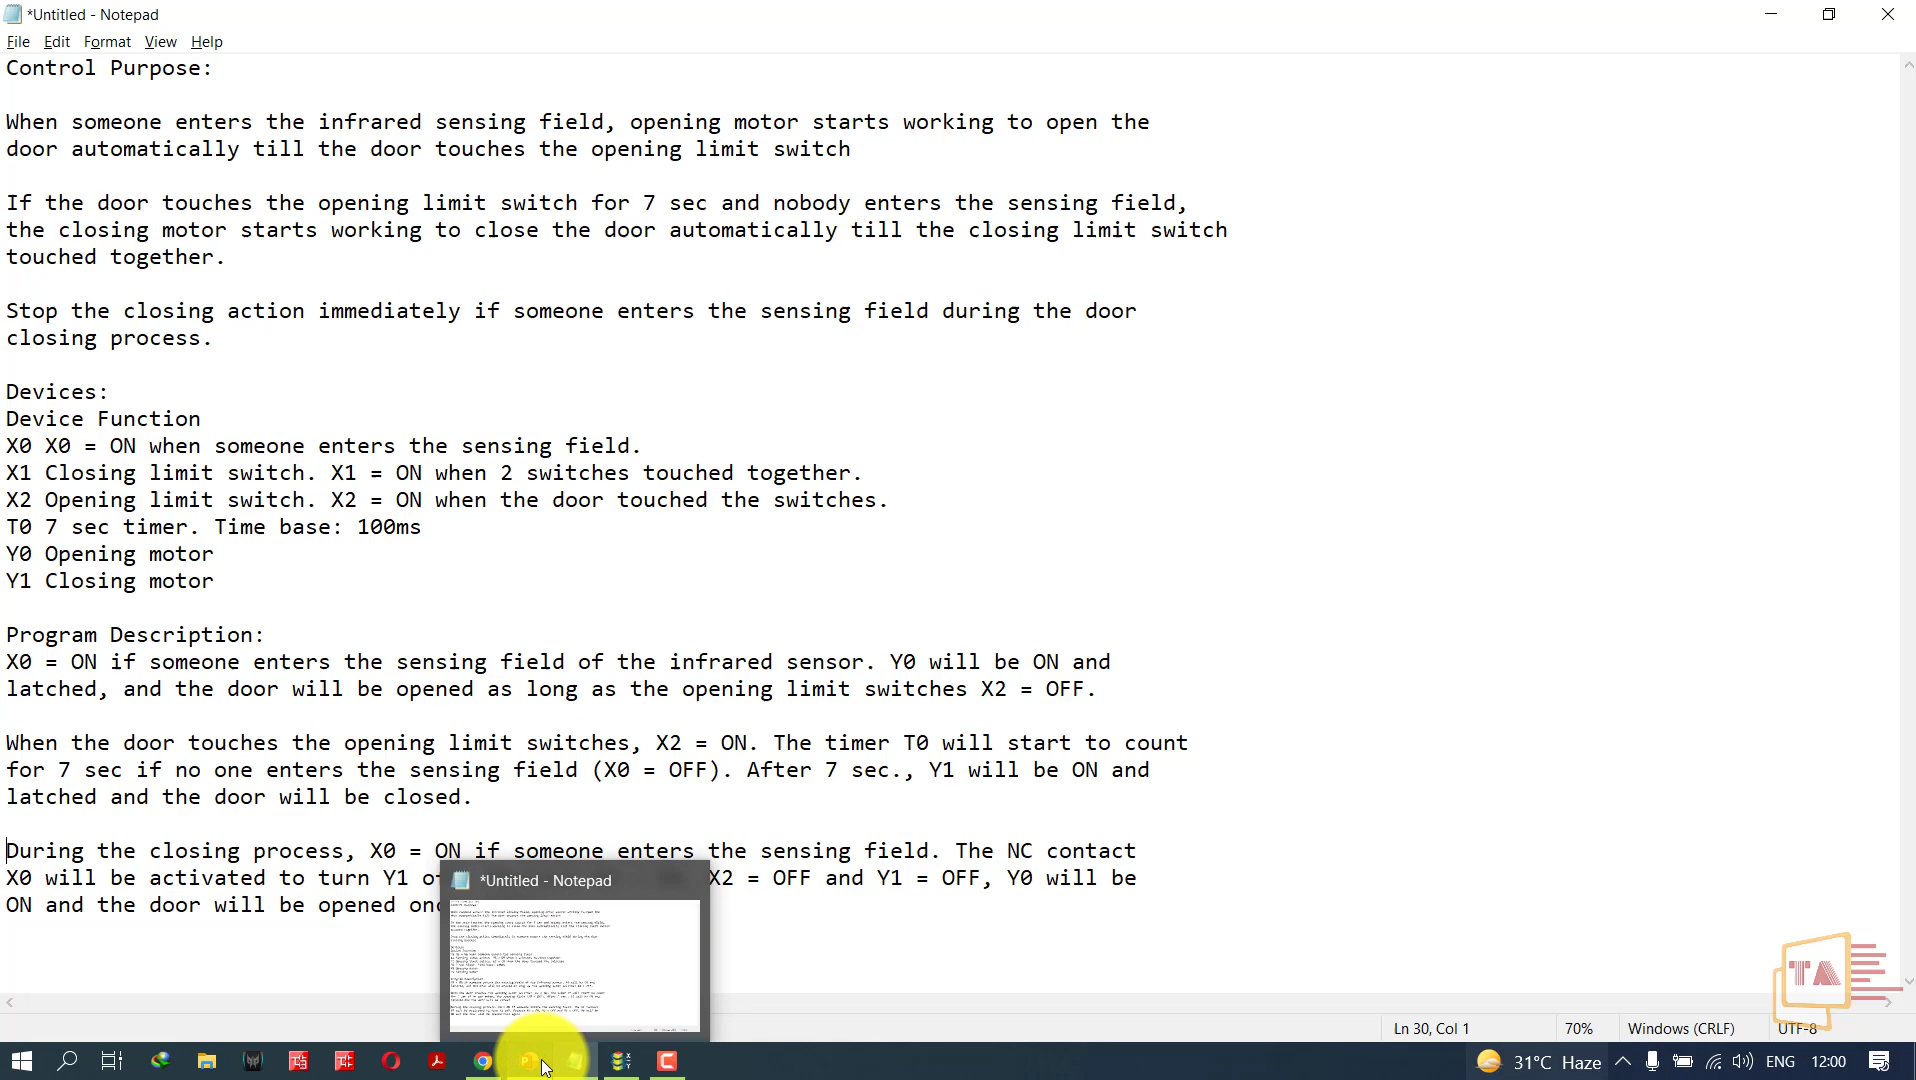 *Untitled - Notepad
File Edit Format View Help
Control Purpose:
When someone enters the infrared sensing field, opening motor starts working to open the
door automatically till the door touches the opening limit switch
If the door touches the opening limit switch for 7 sec and nobody enters the sensing field,
the closing motor starts working to close the door automatically till the closing limit switch
touched together.
Stop the closing action immediately if someone enters the sensing field during the door
closing process.
Devices:
Device Function
X0 X0 = ON when someone enters the sensing field.
X1 Closing limit switch. X1 = ON when 2 switches touched together.
X2 Opening limit switch. X2 = ON when the door touched the switches.
T0 7 sec timer. Time base: 100ms
Y0 Opening motor
Y1 Closing motor
Program Description:
X0 = ON if someone enters the sensing field of the infrared sensor. Y0 will be ON and
latched, and the door will be opened as long as the opening limit switches X2 = OFF.
When the door touches the opening limit switches, X2 = ON. The timer T0 will start to count
for 7 sec if no one enters the sensing field (X0 = OFF). After 7 sec., Y1 will be ON and
latched and the door will be closed.
During the closing process, X0 = ON if someone enters the sensing field. The NC contact
X0 will be activated to turn Y1 X2 = OFF and Y1 = OFF, Y0 will be
ON and the door will be opened
*Untitled - Notepad
TA
Ln 30, Col 1 70% Windows (CRLF) UTF-8
31°C Haze ENG 12:00